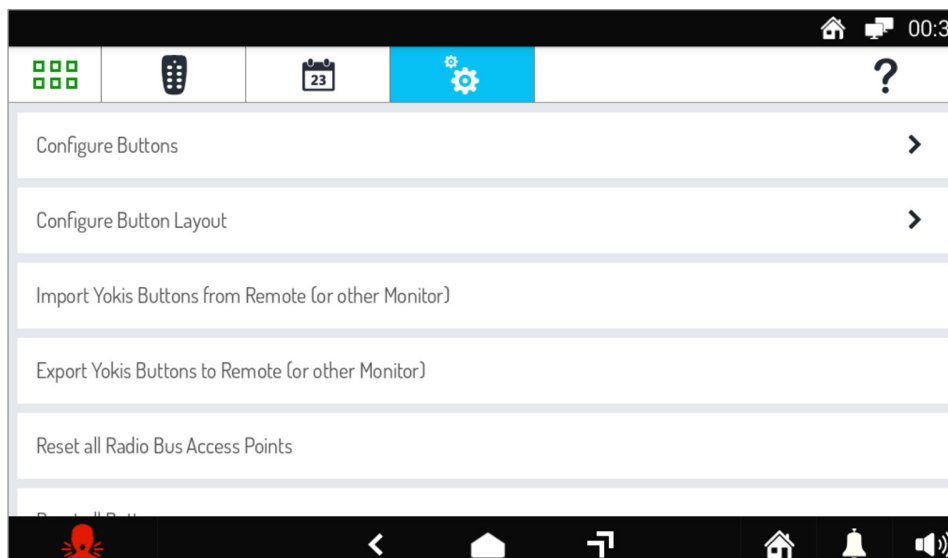 00:3
23
?
Configure Buttons
Configure Button Layout
Import Yokis Buttons from Remote (or other Monitor)
Export Yokis Buttons to Remote (or other Monitor)
Reset all Radio Bus Access Points